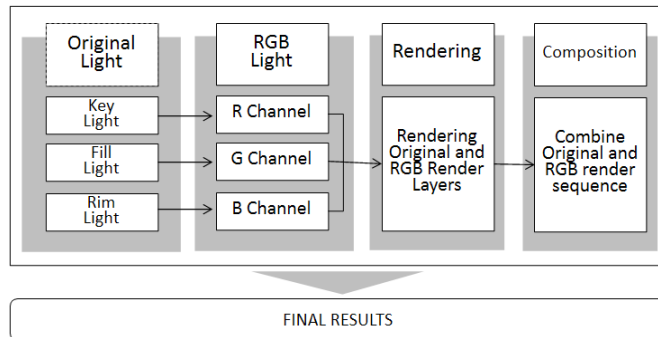 Original
Light
RGB
Light
Rendering
Composition
Key
Light
R Channel
Fill
Light
G Channel
Rim
Light
B Channel
Rendering
Original and
RGB Render
Layers
Combine
Original and
RGB render
sequence
FINAL RESULTS